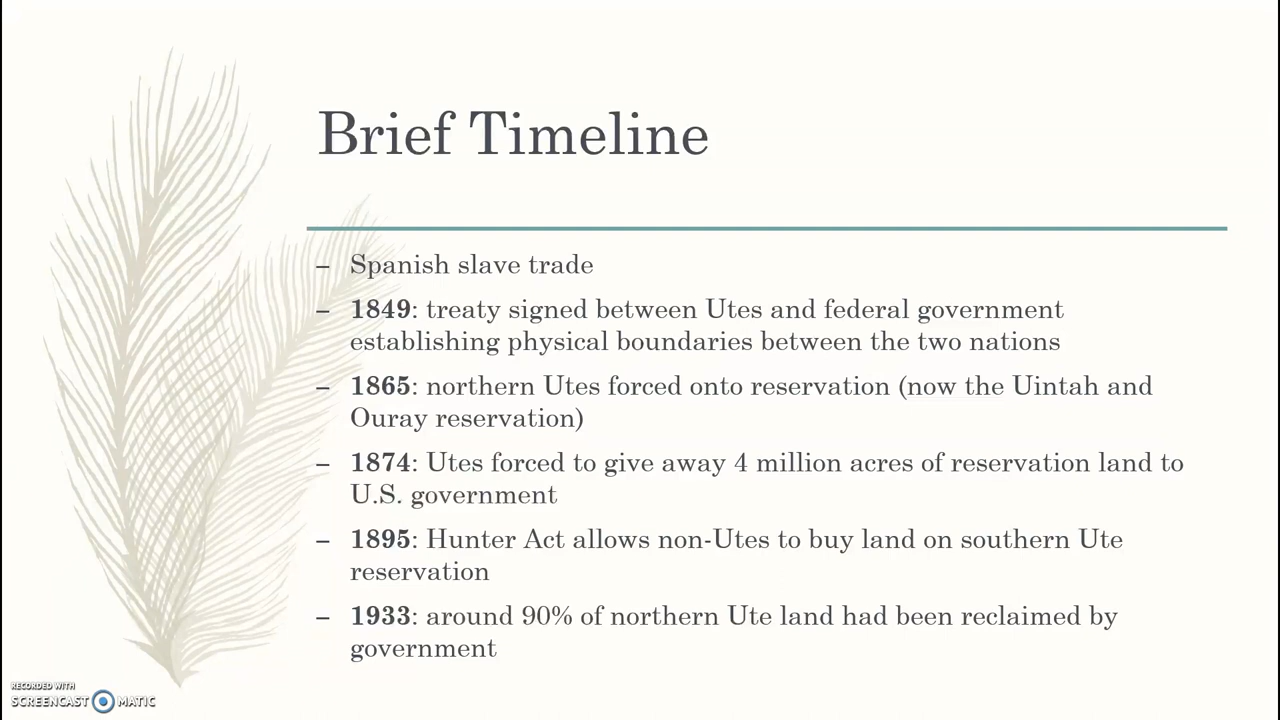 Brief Timeline
– Spanish slave trade
– 1849: treaty signed between Utes and federal government
establishing physical boundaries between the two nations
– 1865: northern Utes forced onto reservation (now the Uintah and
Ouray reservation)
– 1874: Utes forced to give away 4 million acres of reservation land to
U.S. government
– 1895: Hunter Act allows non-Utes to buy land on southern Ute
reservation
– 1933: around 90% of northern Ute land had been reclaimed by
government
RECORDED WITH
SCREENCAST MATIC